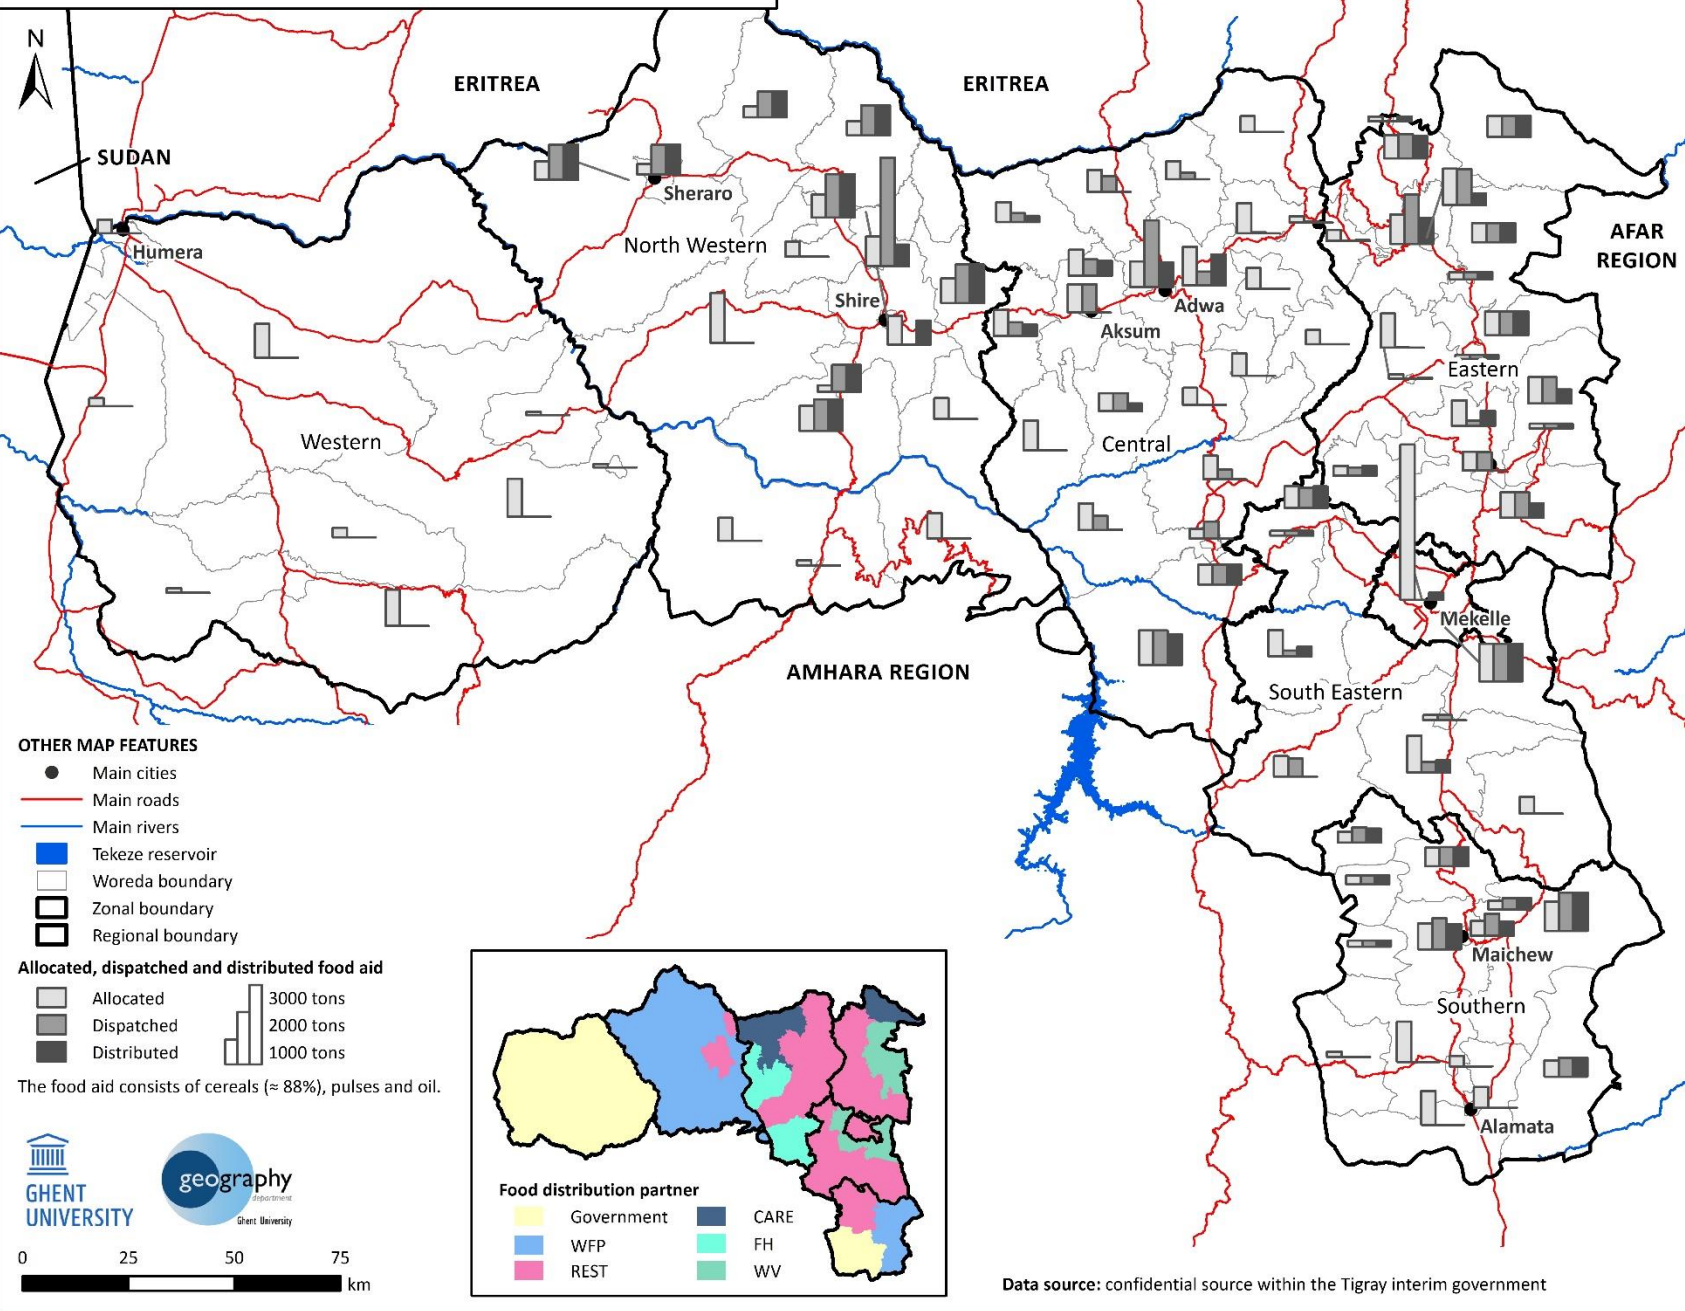 N
ERITREA
ERITREA
SUDAN
Sheraro
AFAR
REGION
Humera
North Western
Shire
Adwa
Aksum
Eastern
Western
Central
Mekelle
AMHARA REGION
South Eastern
OTHER MAP FEATURES
Main cities
Main roads
Main rivers
Tekeze reservoir
Woreda boundary
Zonal boundary
Regional boundary
Maichew
Southern
Alamata
Allocated, dispatched and distributed food aid
Allocated
3000 tons
Dispatched
2000 tons
Distributed
1000 tons
The food aid consists of cereals (≈ 88%), pulses and oil.
GHENT
UNIVERSITY
geography
department
Ghent University
0 25 50 75
km
Food distribution partner
Government
CARE
WFP
FH
REST
WV
Data source: confidential source within the Tigray interim government